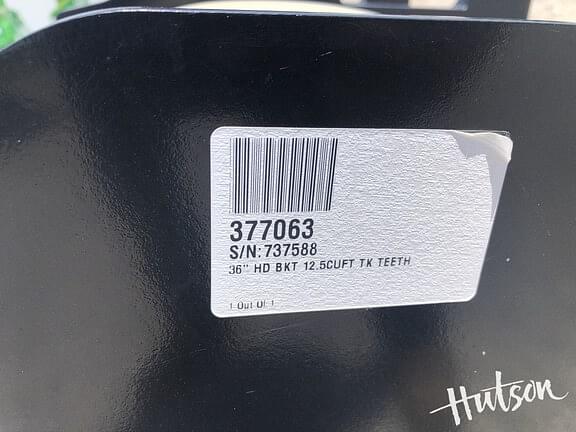 377063
S/N:737588
36" HD BKT 12.5CUFT TK TEETH
1 Out Of 1
Hutson